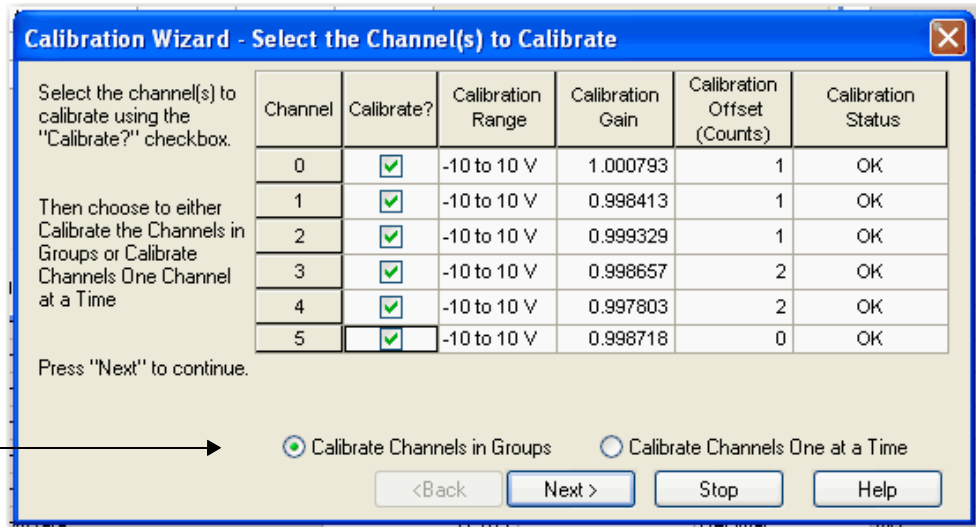 Calibration Wizard - Select the Channel(s) to Calibrate
Select the channel(s) to
calibrate using the
"Calibrate?" checkbox.
Then choose to either
Calibrate the Channels in
Groups or Calibrate
Channels One Channel
at a Time
Press "Next" to continue.
Channel Calibrate? Calibration Range Calibration Gain Calibration Offset (Counts) Calibration Status
0 -10 to 10 V 1.000793 1 OK
1 -10 to 10 V 0.998413 1 OK
2 -10 to 10 V 0.999329 1 OK
3 -10 to 10 V 0.998657 2 OK
4 -10 to 10 V 0.997803 2 OK
5 -10 to 10 V 0.998718 0 OK
Calibrate Channels in Groups Calibrate Channels One at a Time
<Back Next > Stop Help